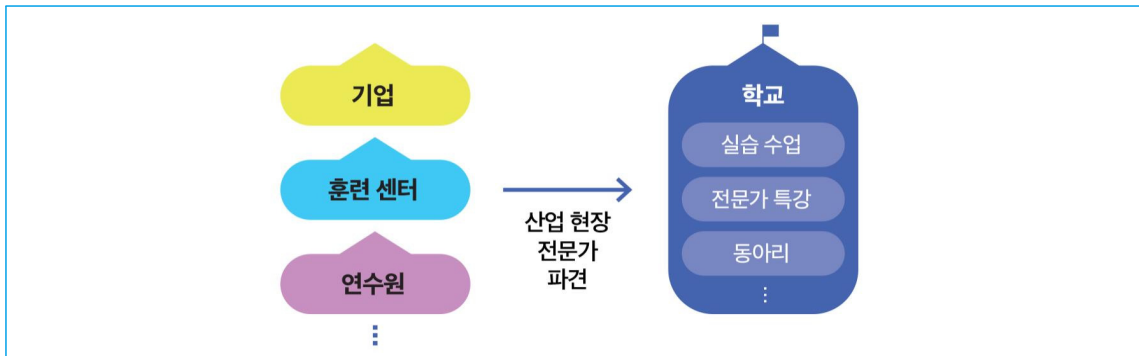 기업
훈련 센터
연수원
산업 현장
전문가
파견
학교
실습 수업
전문가 특강
동아리